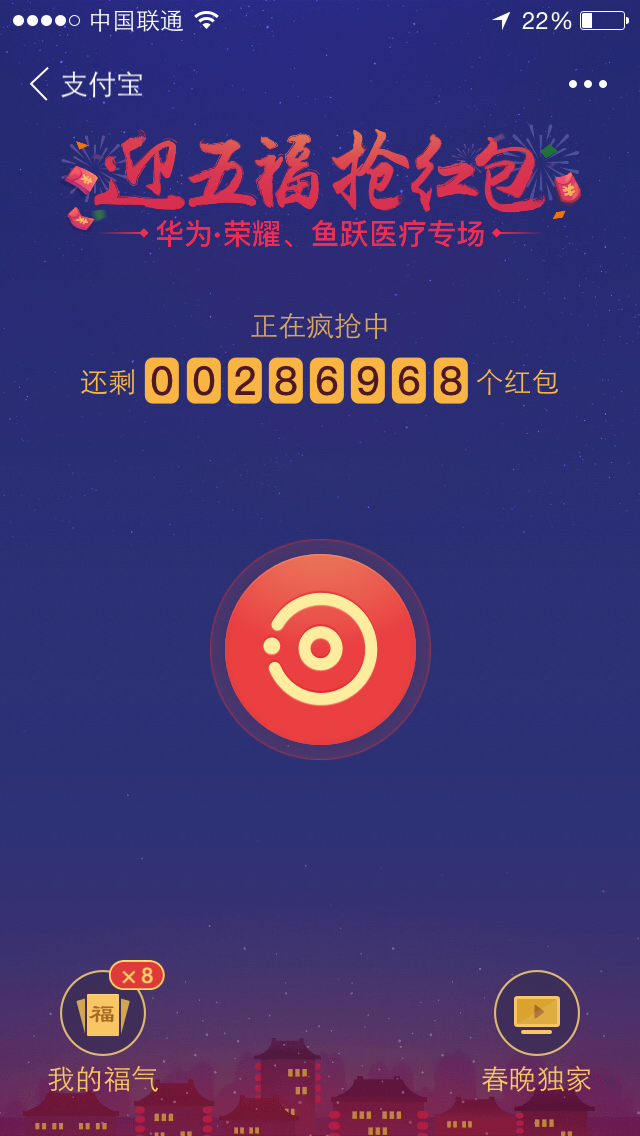 中国联通 22%
支付宝
迎五福抢红包
华为·荣耀、鱼跃医疗专场
正在疯抢中
还剩 00286968 个红包
×8
福
我的福气 春晚独家